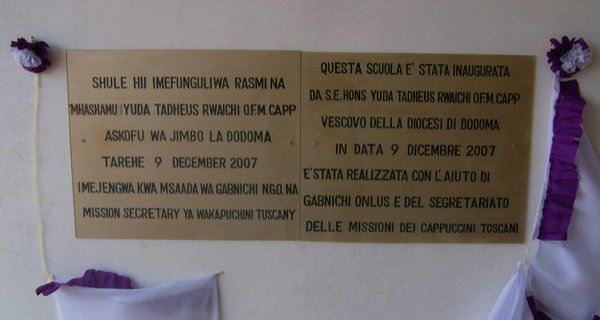 SHULE HII IMEFUNGULIWA RASMI NA
MHASHAMU YUDA TADHEUS RWAICHI O.F.M. CAPP
ASKOFU WA JIMBO LA DODOMA
TAREHE 9 DECEMBER 2007
IMEJENGWA KWA MSAADA WA GABNICHI N.G.O. NA
MISSION SECRETARY YA WAKAPUCHINI TUSCANY
QUESTA SCUOLA E' STATA INAUGURATA
DA S.E. HONS YUDA TADHEUS RWAICHI O.F.M. CAPP
VESCOVO DELLA DIOCESI DI DODOMA
IN DATA 9 DICEMBRE 2007
E'STATA REALIZZATA CON L'AIUTO DI
GABNICHI ONLUS E DEL SEGRETARIATO
DELLE MISSIONI DEI CAPPUCCINI TOSCANI